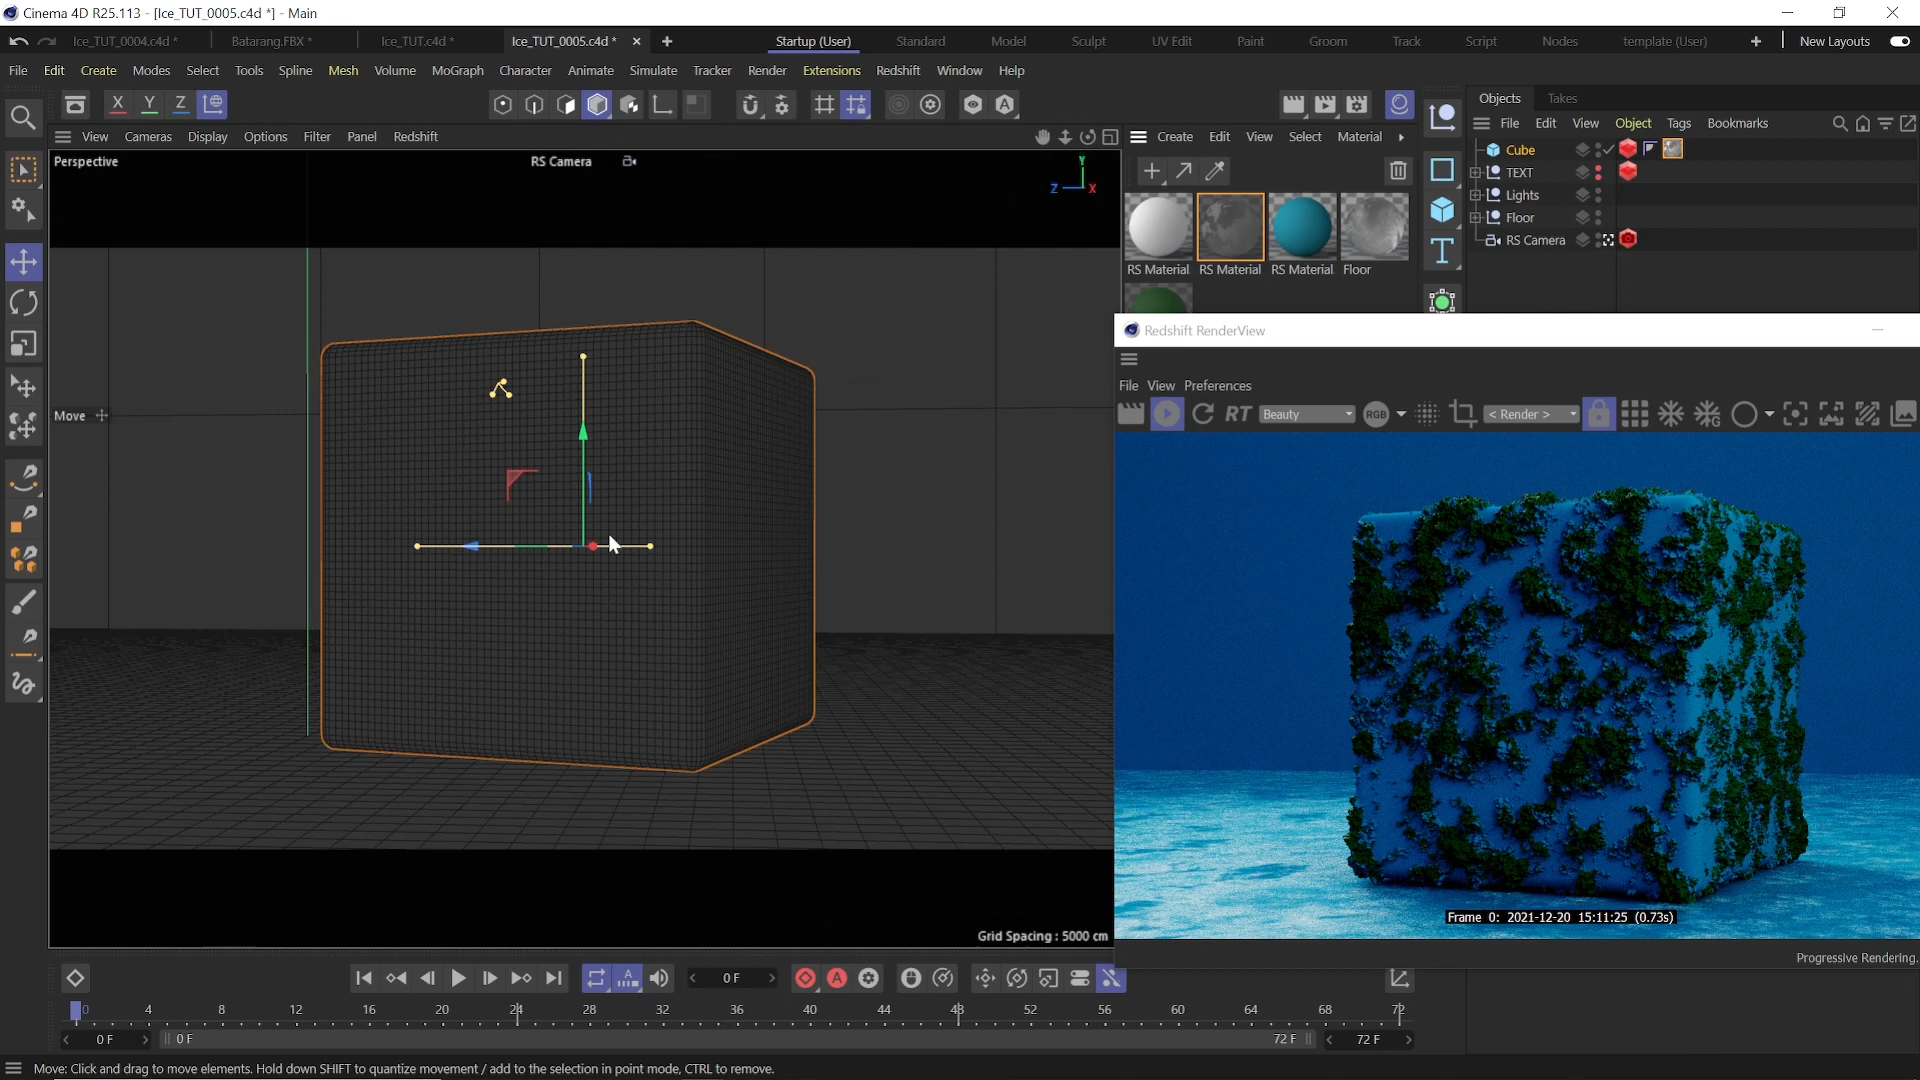 Cinema 4D R25.113 - [Ice_TUT_0005.c4d *] - Main
Ice_TUT_0004.c4d * Batarang.FBX * Ice_TUT.c4d * Ice_TUT_0005.c4d * Startup (User) Standard Model Sculpt UV Edit Paint Groom Track Script Nodes template (User) New Layouts
File Edit Create Modes Select Tools Spline Mesh Volume MoGraph Character Animate Simulate Tracker Render Extensions Redshift Window Help
X Y Z
Objects Takes
View Cameras Display Options Filter Panel Redshift
Create Edit View Select Material
File Edit View Object Tags Bookmarks
Perspective RS Camera
Y
Z X
Cube
TEXT
Lights
Floor
RS Camera
RS Material RS Material RS Material Floor
Redshift RenderView
File View Preferences
RT Beauty RGB < Render >
Move
Frame 0: 2021-12-20 15:11:25 (0.73s)
Grid Spacing : 5000 cm
Progressive Rendering.
0 F
0 4 8 12 16 20 24 28 32 36 40 44 48 52 56 60 64 68 72
0 F 0 F 72 F 72 F
Move: Click and drag to move elements. Hold down SHIFT to quantize movement / add to the selection in point mode, CTRL to remove.